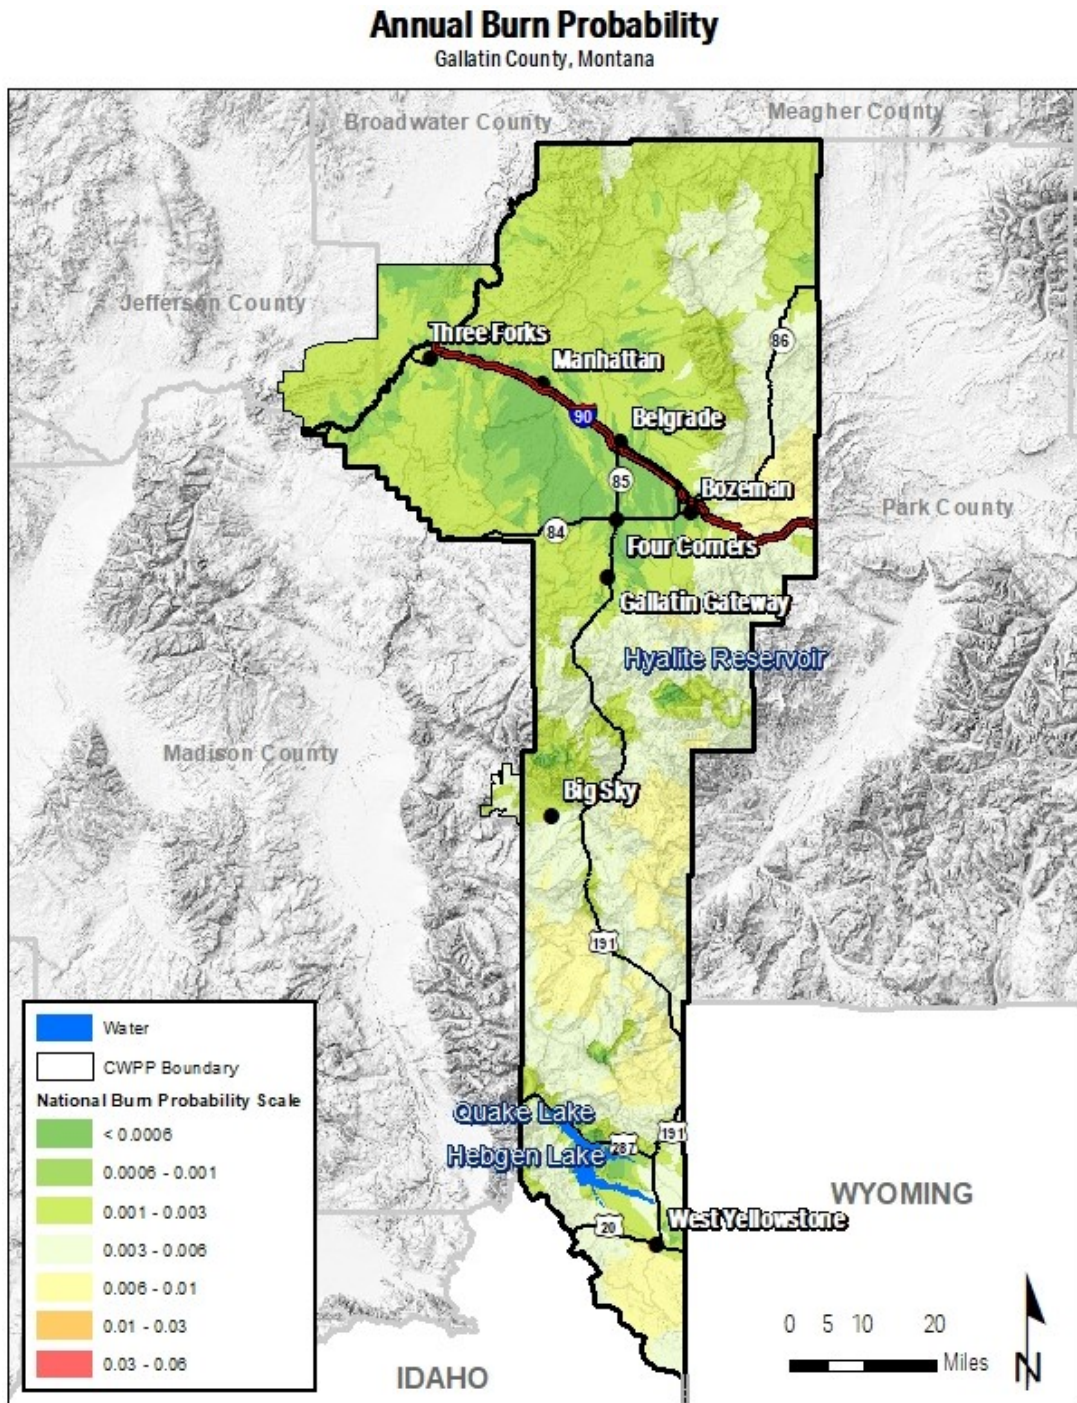 Annual Burn Probability
Gallatin County, Montana
Meagher County
Broadwater County
Jefferson County
86
Three Forks
Manhattan
90
Belgrade
85
Bozeman
Park County
84
Four Corners
Gallatin Gateway
Hyalite Reservoir
Madison County
Big Sky
191
Water
CWPP Boundary
National Burn Probability Scale
< 0.0006
0.0006 - 0.001
0.001 - 0.003
0.003 - 0.006
0.006 - 0.01
0.01 - 0.03
0.03 - 0.06
Quake Lake
191
287
Hebgen Lake
WYOMING
West Yellowstone
20
0 5 10 20
Miles
N
IDAHO